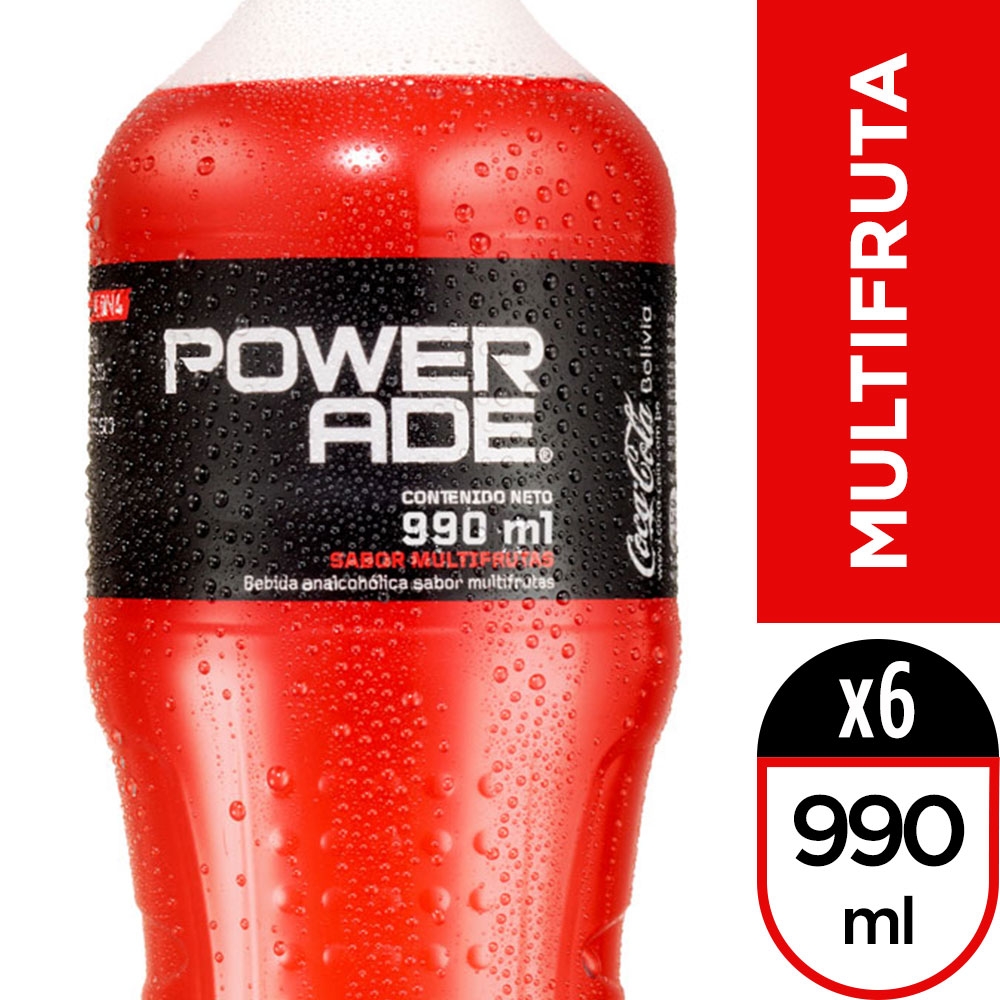 POWER
ADE®
CONTENIDO NETO
990 ml
SABOR MULTIFRUTAS
Bebida analcohólica sabor multifrutas
Coca-Cola Bolivia
MULTIFRUTA
x6
990
ml